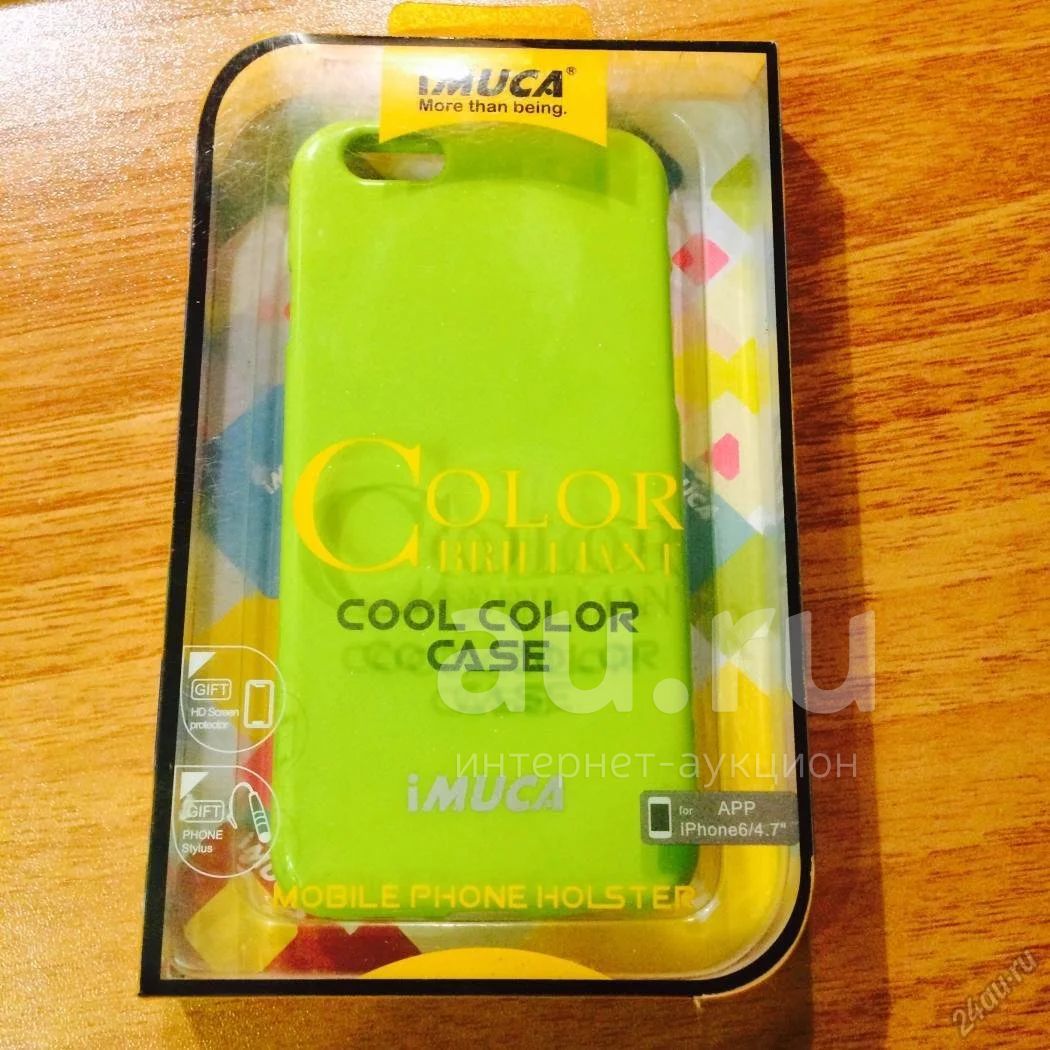 iMUCA®
More than being.
COLOR
BRILLIANT
COOL COLOR
CASE
au.ru
интернет-аукцион
GIFT
HD Screen
protector
GIFT
PHONE
Stylus
iMUCA
for APP
iPhone6/4.7"
MOBILE PHONE HOLSTER
24au.ru